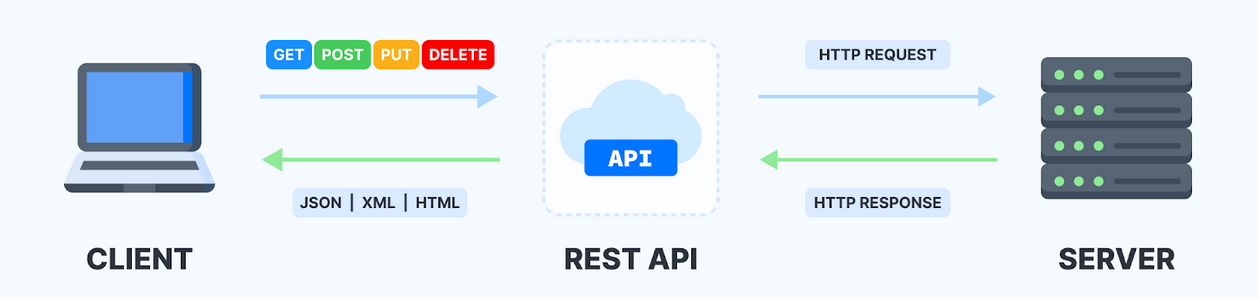 GET POST PUT DELETE
HTTP REQUEST
API
JSON | XML | HTML
HTTP RESPONSE
CLIENT
REST API
SERVER